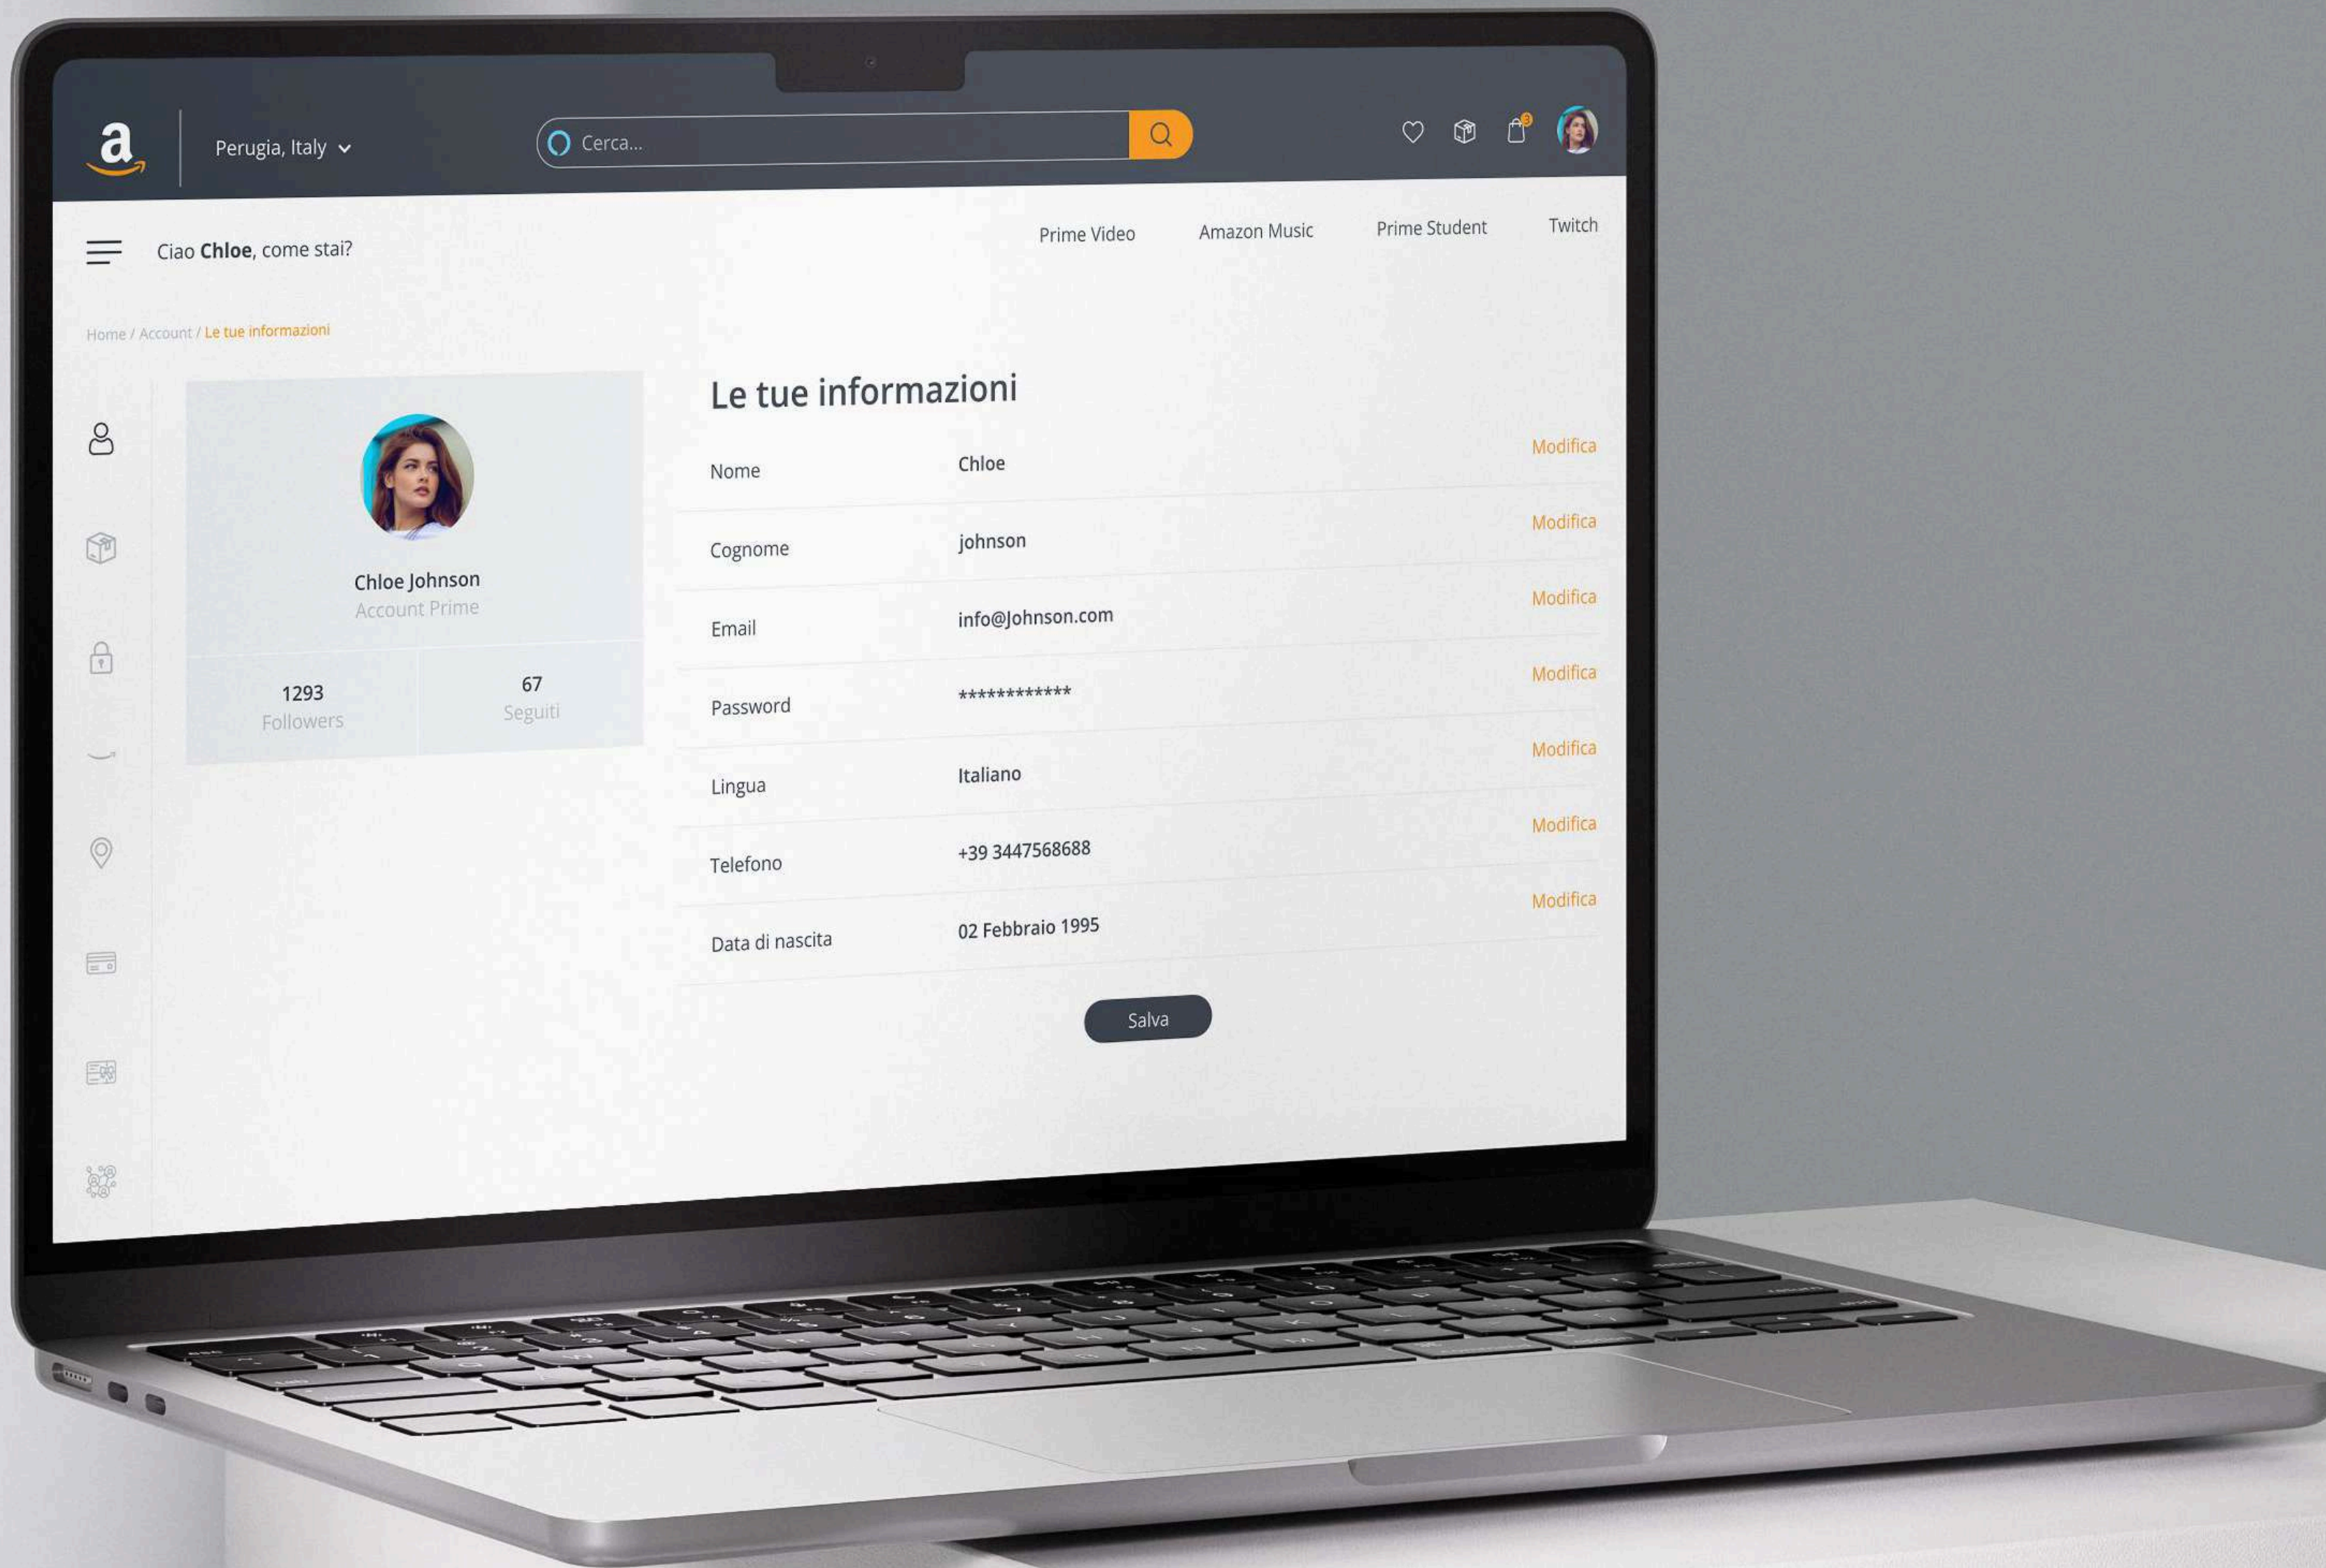 a
Perugia, Italy
Cerca...
3
Ciao Chloe, come stai?
Prime Video
Amazon Music
Prime Student
Twitch
Home / Account / Le tue informazioni
Chloe Johnson
Account Prime
1293
Followers
67
Seguiti
Le tue informazioni
Nome Chloe Modifica
Cognome johnson Modifica
Email info@Johnson.com Modifica
Password ************ Modifica
Lingua Italiano Modifica
Telefono +39 3447568688 Modifica
Data di nascita 02 Febbraio 1995 Modifica
Salva